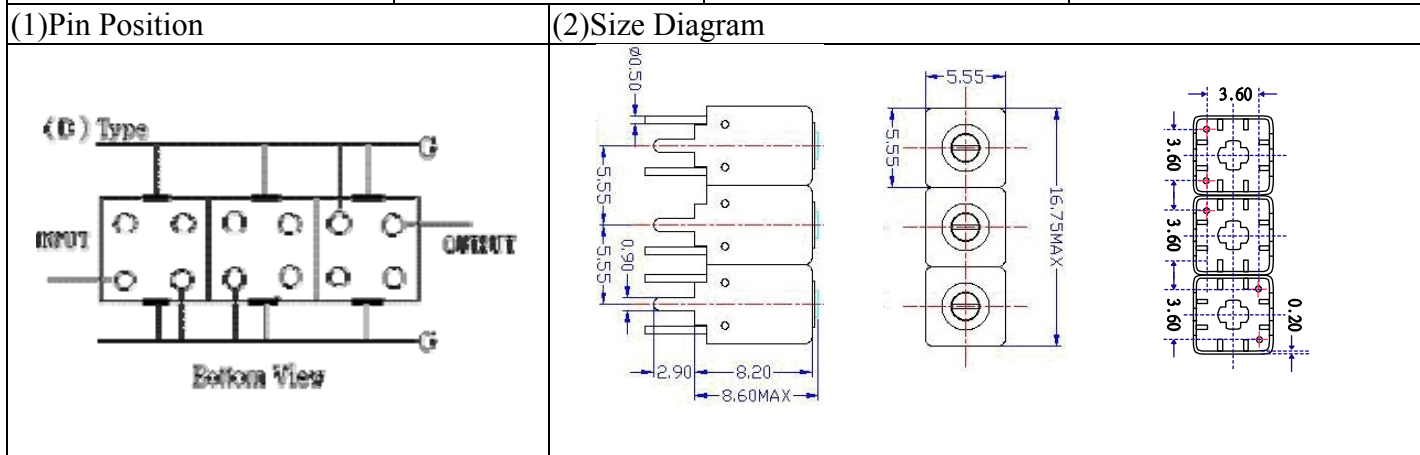 (1)Pin Position
(2)Size Diagram
(D) Type
G
INPUT
OUTPUT
G
Bottom View
ø0.50
5.55
5.55
0.90
2.90
8.20
8.60MAX
5.55
5.55
16.75MAX
3.60
3.60
3.60
3.60
0.20